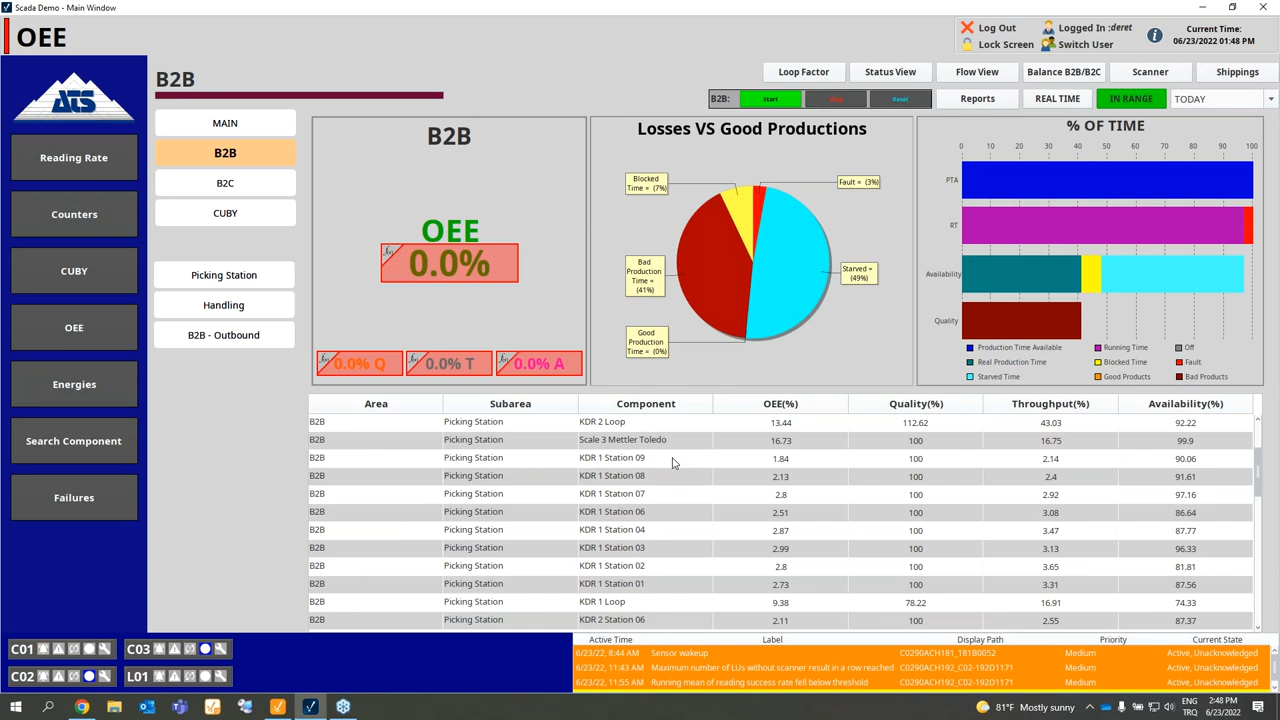 Scada Demo - Main Window
OEE
Log Out
Logged In :deret
Lock Screen
Switch User
Current Time:
06/23/2022 01:48 PM
ATS
Reading Rate
Counters
CUBY
OEE
Energies
Search Component
Failures
B2B
Loop Factor
Status View
Flow View
Balance B2B/B2C
Scanner
Shippings
B2B:
Start
Stop
Reset
Reports
REAL TIME
IN RANGE
TODAY
MAIN
B2B
B2C
CUBY
Picking Station
Handling
B2B - Outbound
B2B
OEE
0.0%
0.0% Q
0.0% T
0.0% A
Losses VS Good Productions
Blocked
Time = (7%)
Fault = (3%)
Bad
Production
Time =
(41%)
Starved =
(49%)
Good
Production
Time = (0%)
% OF TIME
0 10 20 30 40 50 60 70 80 90 100
PTA
RT
Availability
Quality
Production Time Available
Running Time
Off
Real Production Time
Blocked Time
Fault
Starved Time
Good Products
Bad Products
Area Subarea Component OEE(%) Quality(%) Throughput(%) Availability(%)
B2B Picking Station KDR 2 Loop 13.44 112.62 43.03 92.22
B2B Picking Station Scale 3 Mettler Toledo 16.73 100 16.75 99.9
B2B Picking Station KDR 1 Station 09 1.84 100 2.14 90.06
B2B Picking Station KDR 1 Station 08 2.13 100 2.4 91.61
B2B Picking Station KDR 1 Station 07 2.8 100 2.92 97.16
B2B Picking Station KDR 1 Station 06 2.51 100 3.08 86.64
B2B Picking Station KDR 1 Station 04 2.87 100 3.47 87.77
B2B Picking Station KDR 1 Station 03 2.99 100 3.13 96.33
B2B Picking Station KDR 1 Station 02 2.8 100 3.65 81.81
B2B Picking Station KDR 1 Station 01 2.73 100 3.31 87.56
B2B Picking Station KDR 1 Loop 9.38 78.22 16.91 74.33
B2B Picking Station KDR 2 Station 06 2.11 100 2.55 87.37
C01
C03
C02
L01
Active Time Label Display Path Priority Current State
6/23/22, 8:44 AM Sensor wakeup C0290ACH181_181B0052 Medium Active, Unacknowledged
6/23/22, 11:43 AM Maximum number of LUs without scanner result in a row reached C0290ACH192_C02-192D1171 Medium Active, Unacknowledged
6/23/22, 11:55 AM Running mean of reading success rate fell below threshold C0290ACH192_C02-192D1171 Medium Active, Unacknowledged
81°F Mostly sunny
ENG
TRQ
2:48 PM
6/23/2022